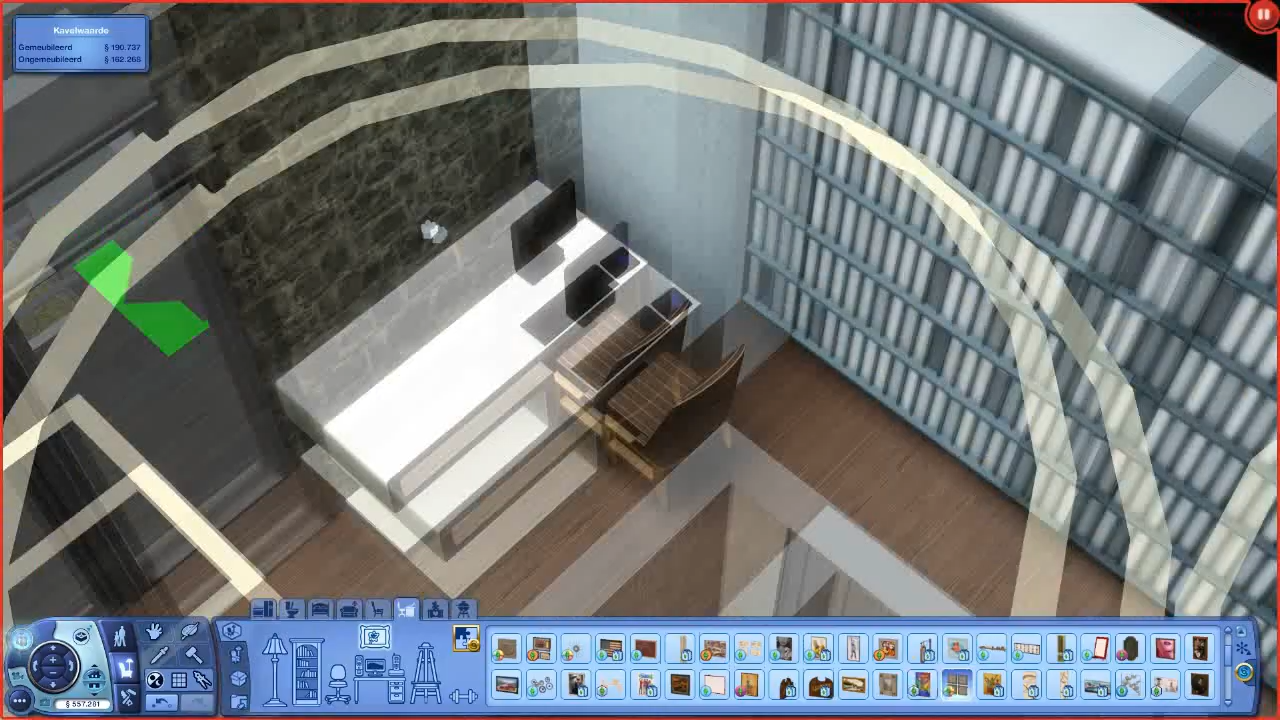 Kavelwaarde
Gemeubileerd § 190.737
Ongemeubileerd § 162.268
§ 557.281